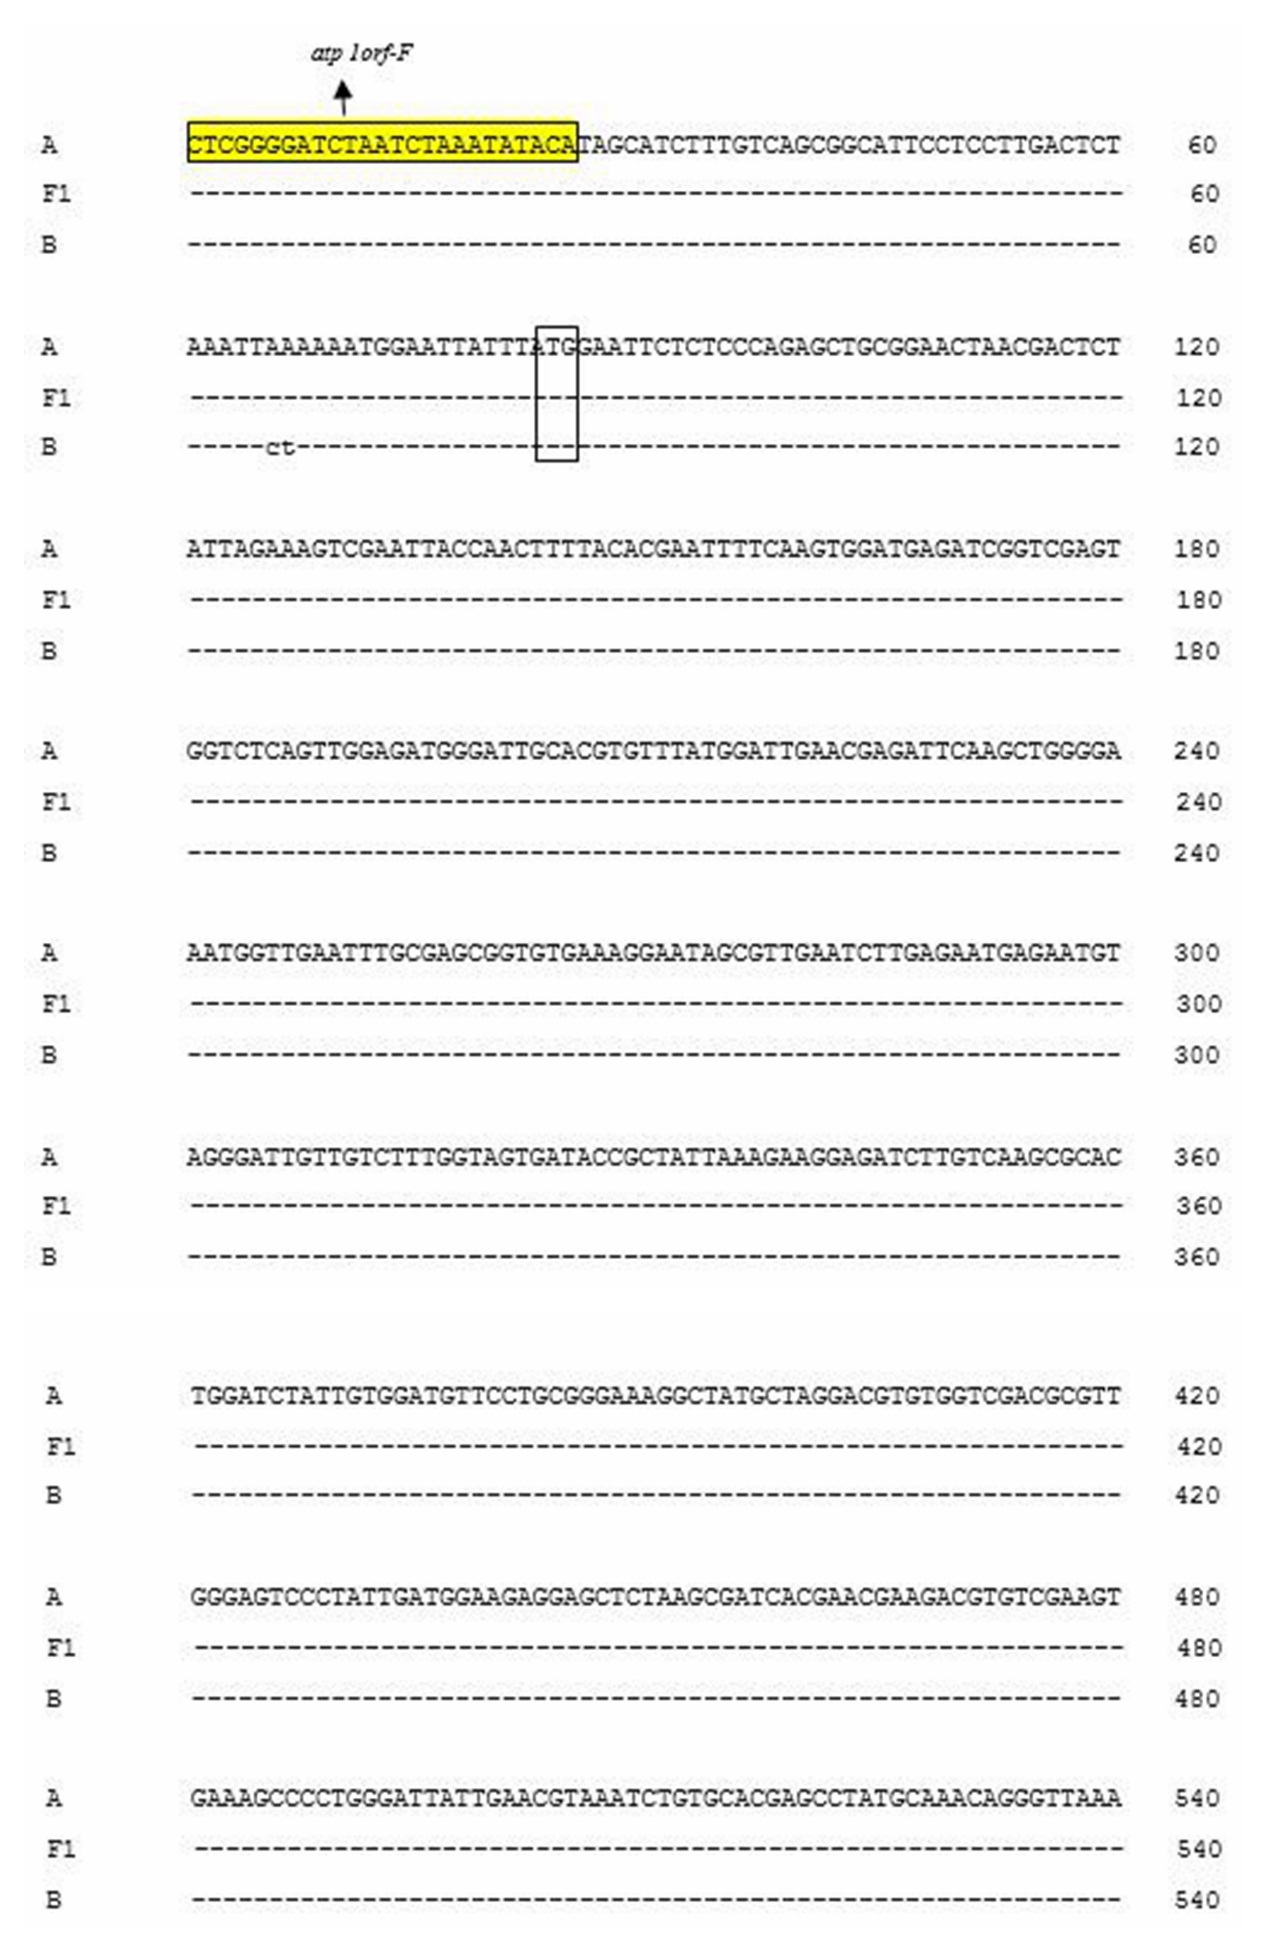 atp 1orf-F
A CTCGGGGATCTAATCTAAATATACATAGCATCTTTGTCAGCGGCATTCCTCCTTGACTCT 60
F1 ------------------------------------------------------------ 60
B ------------------------------------------------------------ 60
A AAATTAAAAAATGGAATTATTTATGGAATTCTCTCCCAGAGCTGCGGAACTAACGACTCT 120
F1 ------------------------------------------------------------ 120
B -----ct----------------------------------------------------- 120
A ATTAGAAAGTCGAATTACCAACTTTTACACGAATTTTCAAGTGGATGAGATCGGTCGAGT 180
F1 ------------------------------------------------------------ 180
B ------------------------------------------------------------ 180
A GGTCTCAGTTGGAGATGGGATTGCACGTGTTTATGGATTGAACGAGATTCAAGCTGGGGA 240
F1 ------------------------------------------------------------ 240
B ------------------------------------------------------------ 240
A AATGGTTGAATTTGCGAGCGGTGTGAAAGGAATAGCGTTGAATCTTGAGAATGAGAATGT 300
F1 ------------------------------------------------------------ 300
B ------------------------------------------------------------ 300
A AGGGATTGTTGTCTTTGGTAGTGATACCGCTATTAAAGAAGGAGATCTTGTCAAGCGCAC 360
F1 ------------------------------------------------------------ 360
B ------------------------------------------------------------ 360
A TGGATCTATTGTGGATGTTCCTGCGGGAAAGGCTATGCTAGGACGTGTGGTCGACGCGTT 420
F1 ------------------------------------------------------------ 420
B ------------------------------------------------------------ 420
A GGGAGTCCCTATTGATGGAAGAGGAGCTCTAAGCGATCACGAACGAAGACGTGTCGAAGT 480
F1 ------------------------------------------------------------ 480
B ------------------------------------------------------------ 480
A GAAAGCCCCTGGGATTATTGAACGTAAATCTGTGCACGAGCCTATGCAAACAGGGTTAAA 540
F1 ------------------------------------------------------------ 540
B ------------------------------------------------------------ 540